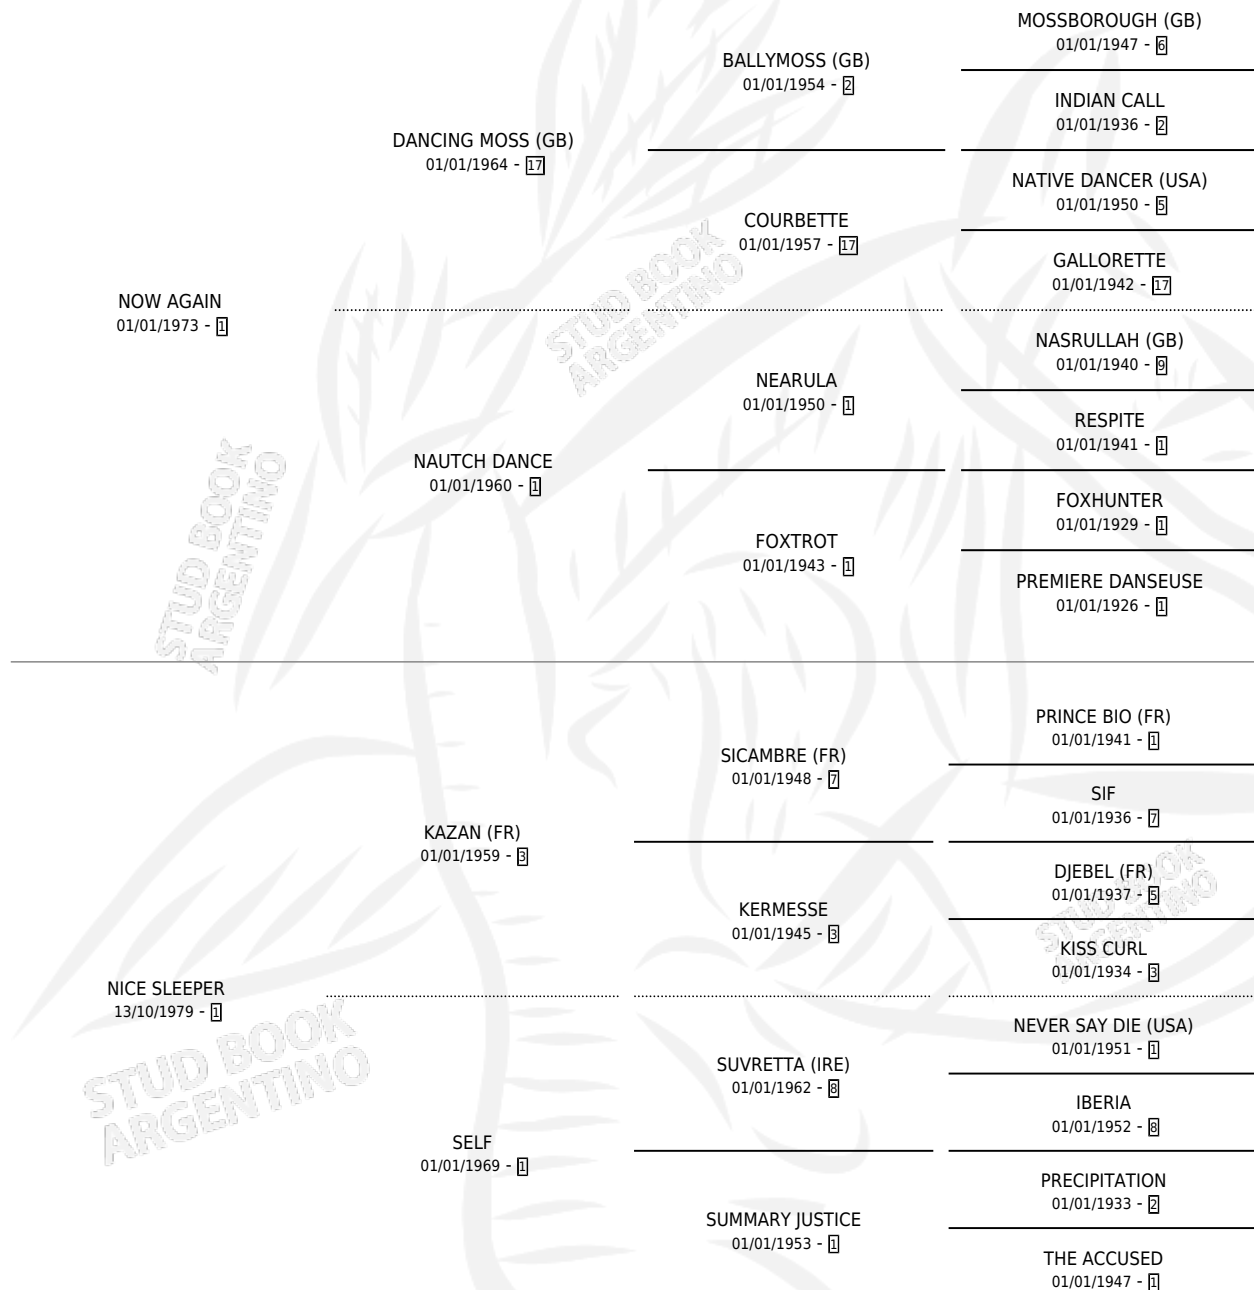 MOSSBOROUGH (GB)
01/01/1947 - 6
BALLYMOSS (GB)
01/01/1954 - 2
INDIAN CALL
01/01/1936 - 2
DANCING MOSS (GB)
01/01/1964 - 17
NATIVE DANCER (USA)
01/01/1950 - 5
COURBETTE
01/01/1957 - 17
GALLORETTE
01/01/1942 - 17
NOW AGAIN
01/01/1973 - 1
STUD BOOK
ARGENTINO
NASRULLAH (GB)
01/01/1940 - 9
NEARULA
01/01/1950 - 1
RESPITE
01/01/1941 - 1
NAUTCH DANCE
01/01/1960 - 1
FOXHUNTER
01/01/1929 - 1
FOXTROT
01/01/1943 - 1
PREMIERE DANSEUSE
01/01/1926 - 1
STUD BOOK
ARGENTINO
PRINCE BIO (FR)
01/01/1941 - 1
SICAMBRE (FR)
01/01/1948 - 7
SIF
01/01/1936 - 7
KAZAN (FR)
01/01/1959 - 3
DJEBEL (FR)
01/01/1937 - 5
KERMESSE
01/01/1945 - 3
STUD BOOK
ARGENTINO
KISS CURL
01/01/1934 - 3
NICE SLEEPER
13/10/1979 - 1
NEVER SAY DIE (USA)
01/01/1951 - 1
SUVRETTA (IRE)
01/01/1962 - 8
IBERIA
01/01/1952 - 8
STUD BOOK
ARGENTINO
SELF
01/01/1969 - 1
PRECIPITATION
01/01/1933 - 2
SUMMARY JUSTICE
01/01/1953 - 1
THE ACCUSED
01/01/1947 - 1